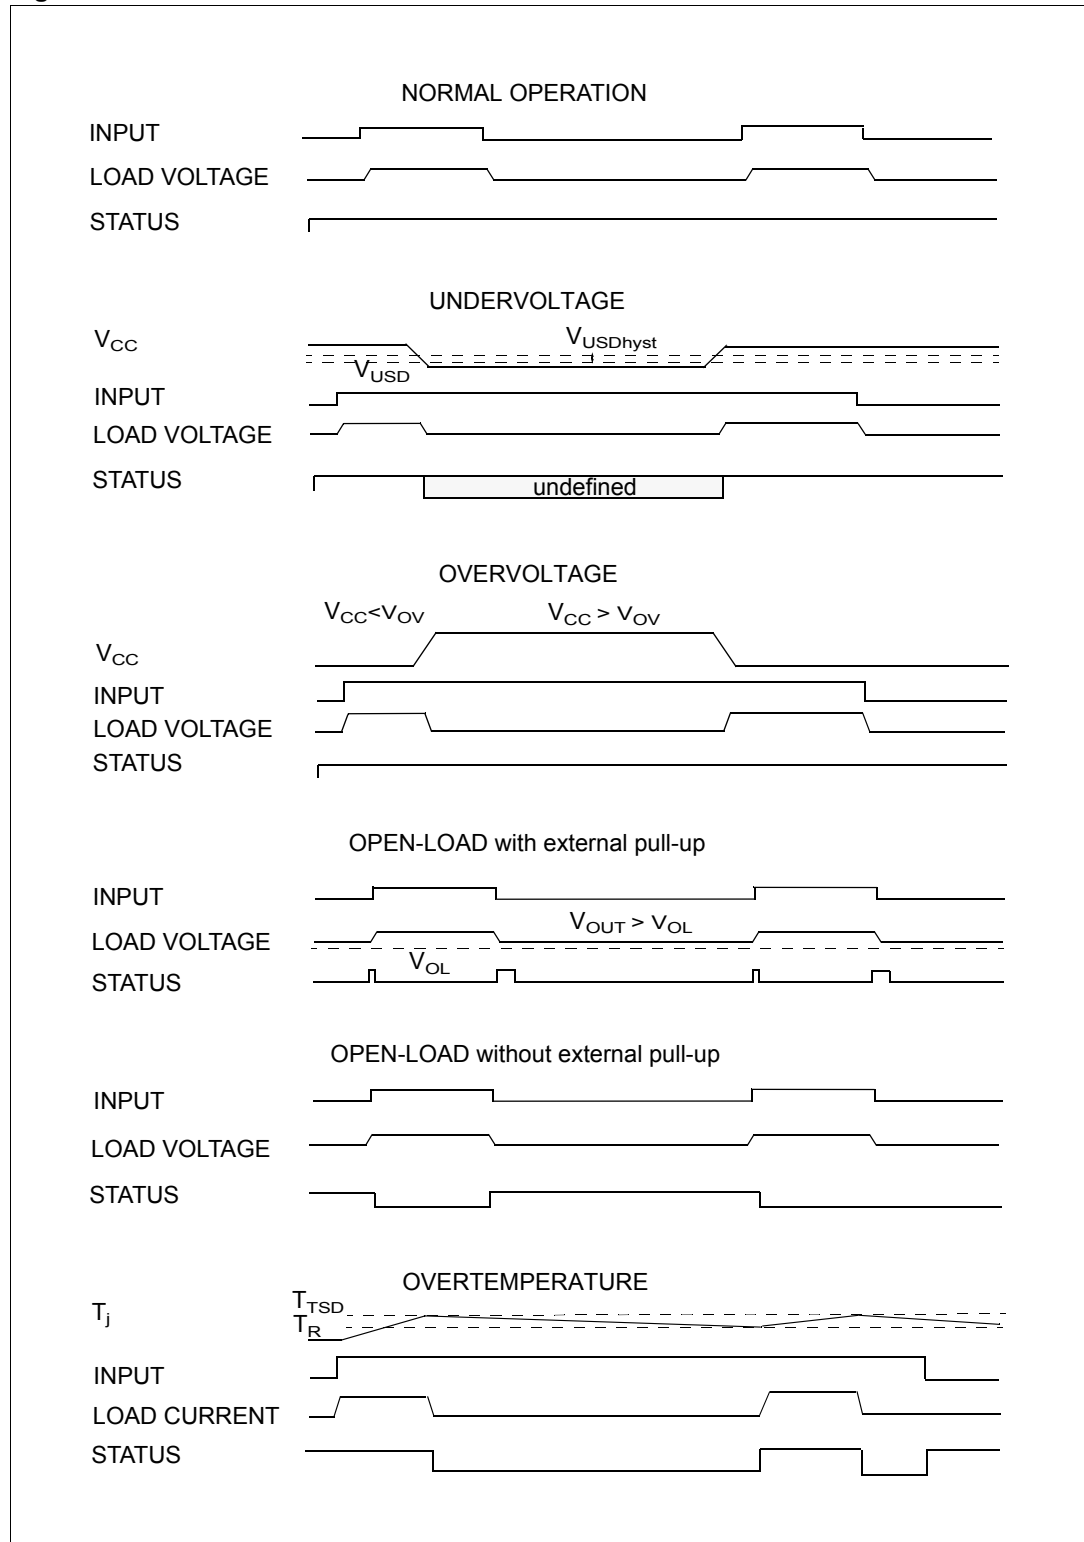 NORMAL OPERATION
INPUT
LOAD VOLTAGE
STATUS
UNDERVOLTAGE
VCC
VUSDhyst
VUSD
INPUT
LOAD VOLTAGE
STATUS
undefined
OVERVOLTAGE
VCC<VOV
VCC > VOV
VCC
INPUT
LOAD VOLTAGE
STATUS
OPEN-LOAD with external pull-up
INPUT
VOUT > VOL
LOAD VOLTAGE
VOL
STATUS
OPEN-LOAD without external pull-up
INPUT
LOAD VOLTAGE
STATUS
OVERTEMPERATURE
Tj
TTSD
TR
INPUT
LOAD CURRENT
STATUS